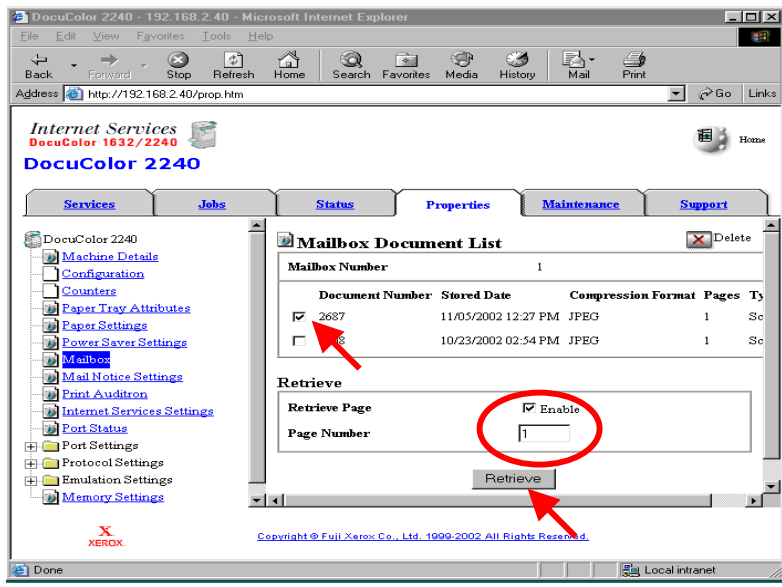 DocuColor 2240 - 192.168.2.40 - Microsoft Internet Explorer
File Edit View Favorites Tools Help
Back Forward Stop Refresh Home Search Favorites Media History Mail Print
Address http://192.168.2.40/prop.htm Go Links
Internet Services
DocuColor 1632/2240
Home
DocuColor 2240
Services Jobs Status Properties Maintenance Support
DocuColor 2240
Machine Details
Configuration
Counters
Paper Tray Attributes
Paper Settings
Power Saver Settings
Mailbox
Mail Notice Settings
Print Auditron
Internet Services Settings
Port Status
Port Settings
Protocol Settings
Emulation Settings
Memory Settings
X
XEROX.
Mailbox Document List Delete
Mailbox Number 1
Document Number Stored Date Compression Format Pages Ty
2687 11/05/2002 12:27 PM JPEG 1 Sc
10/23/2002 02:54 PM JPEG 1 Sc
Retrieve
Retrieve Page Enable
Page Number 1
Retrieve
Copyright © Fuji Xerox Co., Ltd. 1999-2002 All Rights Reserved.
Done Local intranet